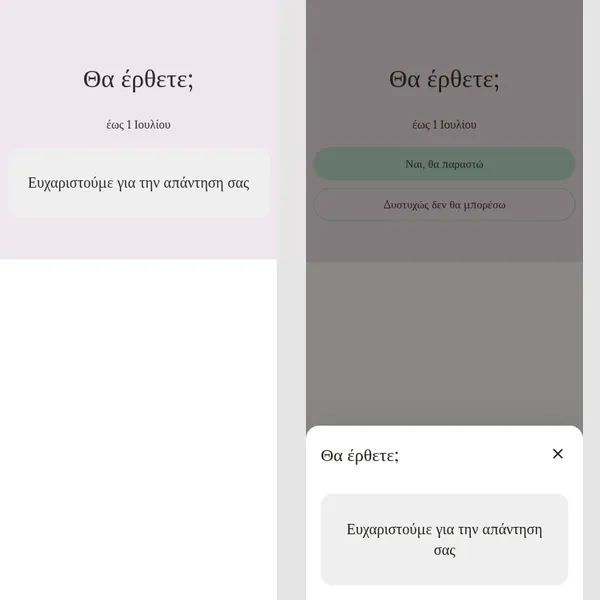 Θα έρθετε;
έως 1 Ιουλίου
Ευχαριστούμε για την απάντηση σας
Θα έρθετε;
έως 1 Ιουλίου
Ναι, θα παραστώ
Δυστυχώς δεν θα μπορέσω
Θα έρθετε;
Ευχαριστούμε για την απάντηση
σας